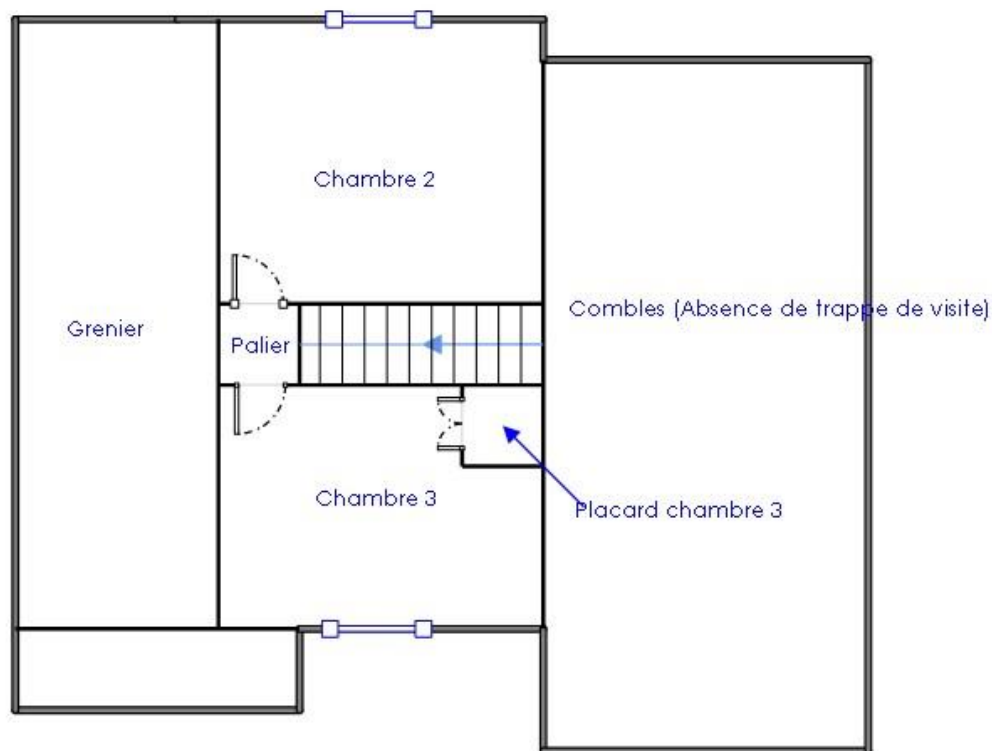 Chambre 2
Combles (Absence de trappe de visite)
Grenier
Palier
Chambre 3
Placard chambre 3